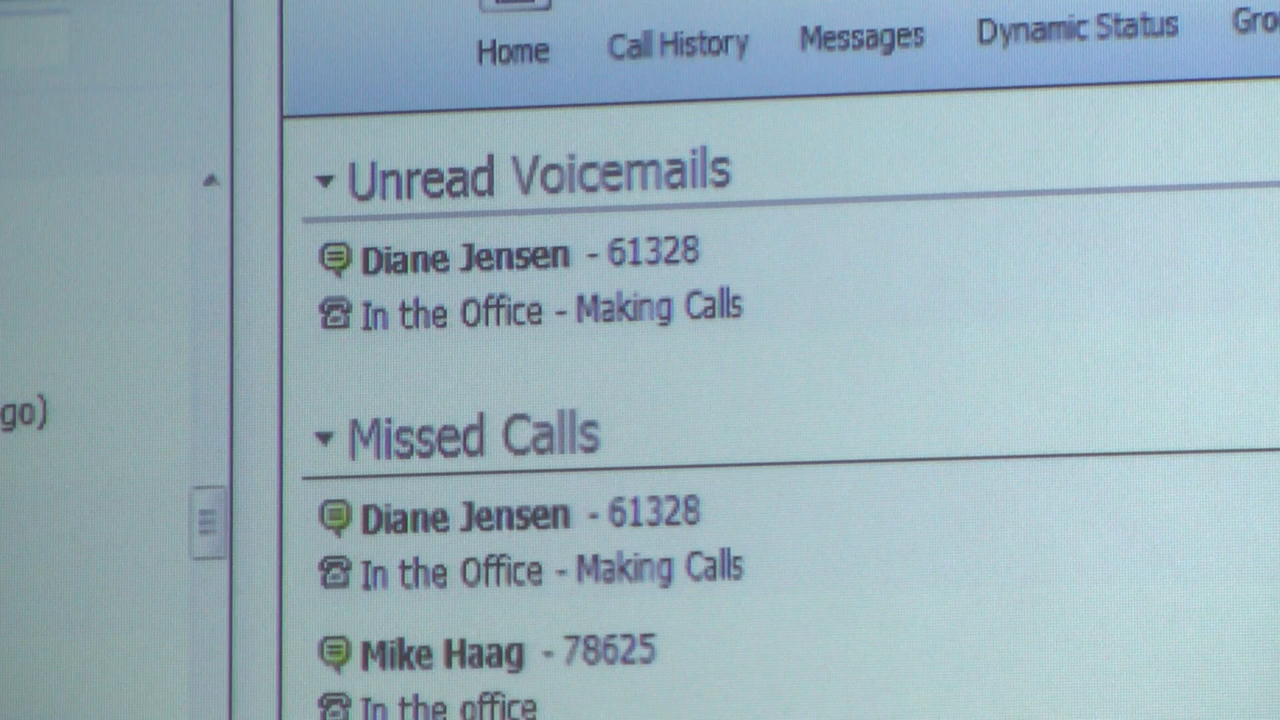 Home Call History Messages Dynamic Status
Unread Voicemails
Diane Jensen - 61328
In the Office - Making Calls
go)
Missed Calls
Diane Jensen - 61328
In the Office - Making Calls
Mike Haag - 78625
In the office